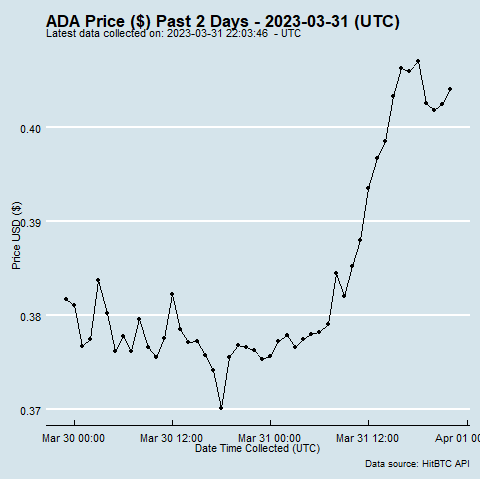 ADA Price ($) Past 2 Days - 2023-03-31 (UTC)
Latest data collected on: 2023-03-31 22:03:46 - UTC
0.40
0.39
0.38
0.37
Price USD ($)
Mar 30 00:00
Mar 30 12:00
Mar 31 00:00
Mar 31 12:00
Apr 01 0
Date Time Collected (UTC)
Data source: HitBTC API